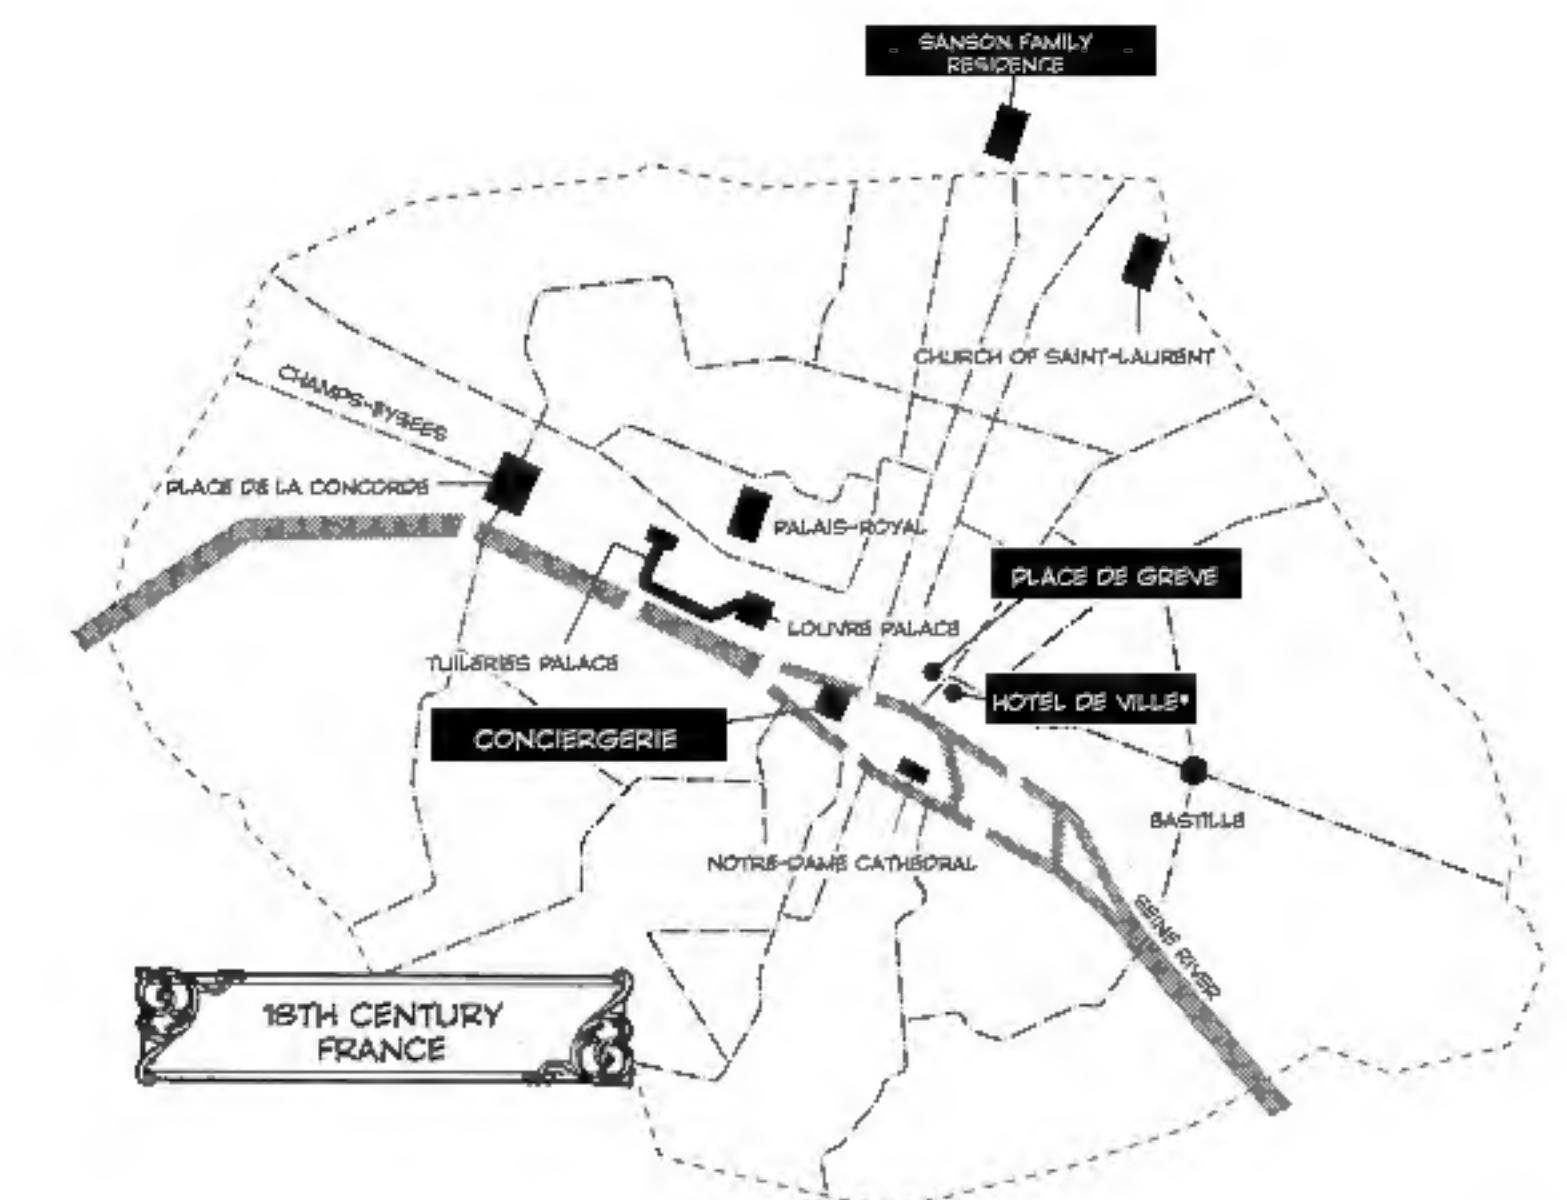 SANSON FAMILY
RESIDENCE
CHURCH OF SAINT-LAURENT
CHAMPS-ELYSEES
PLACE DE LA CONCORDE
PALAIS-ROYAL
PLACE DE GREVE
LOUVRE PALACE
TUILERIES PALACE
HOTEL DE VILLE*
CONCIERGERIE
BASTILLE
NOTRE-DAME CATHEDRAL
SEINE RIVER
18TH CENTURY
FRANCE